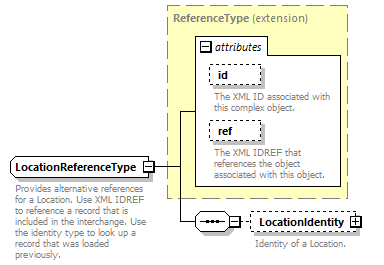 ReferenceType (extension)
attributes
id
The XML ID associated with
this complex object.
ref
The XML IDREF that
references the object
associated with this object.
LocationReferenceType
Provides alternative references
for a Location. Use XML IDREF
to reference a record that is
included in the interchange. Use
the identity type to look up a
record that was loaded
previously.
LocationIdentity
Identity of a Location.